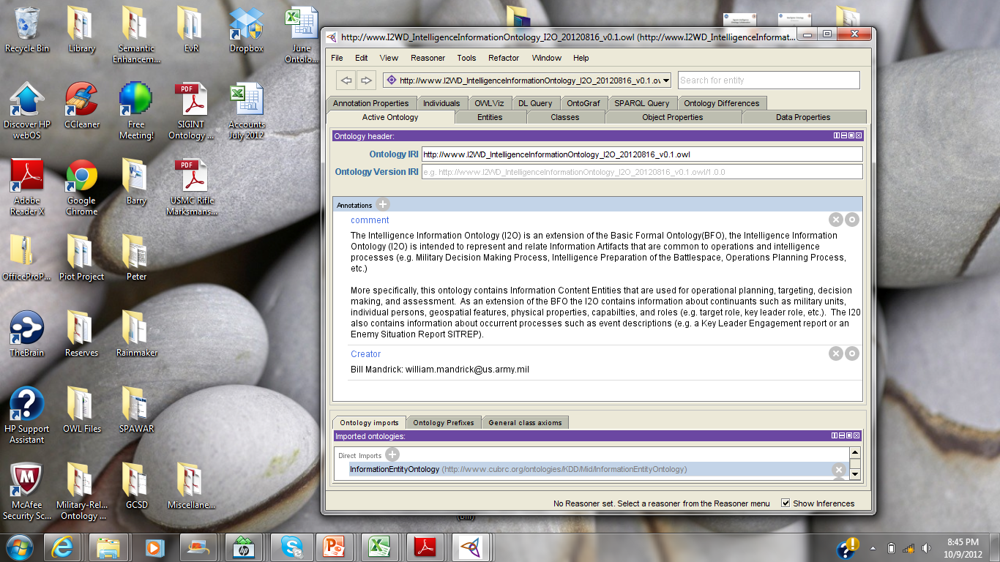 Recycle Bin
Library
Semantic
Enhancem...
EvR
Dropbox
June
Ontolo...
Discover HP
webOS
CCleaner
Free
Meeting!
PDF
SIGINT
Ontology ...
Accounts
July 2012
Adobe
Reader X
Google
Chrome
Barry
PDF
USMC Rifle
Marksmans...
OfficeProP...
Piot Project
Peter
TheBrain
Reserves
Rainmaker
HP Support
Assistant
OWL Files
SPAWAR
McAfee
Security Sc...
Military-Rel...
Ontology ...
GCSD
Miscellane...
(Bill)
http://www.I2WD_IntelligenceInformationOntology_I2O_20120816_v0.1.owl (http://www.I2WD_IntelligenceInformat...
File Edit View Reasoner Tools Refactor Window Help
http://www.I2WD_IntelligenceInformationOntology_I2O_20120816_v0.1.ow
Search for entity
Annotation Properties Individuals OWLViz DL Query OntoGraf SPARQL Query Ontology Differences
Active Ontology Entities Classes Object Properties Data Properties
Ontology header:
Ontology IRI http://www.I2WD_IntelligenceInformationOntology_I2O_20120816_v0.1.owl
Ontology Version IRI e.g. http://www.I2WD_IntelligenceInformationOntology_I2O_20120816_v0.1.owl/1.0.0
Annotations
comment
The Intelligence Information Ontology (I2O) is an extension of the Basic Formal Ontology(BFO), the Intelligence Information
Ontology (I2O) is intended to represent and relate Information Artifacts that are common to operations and intelligence
processes (e.g. Military Decision Making Process, Intelligence Preparation of the Battlespace, Operations Planning Process,
etc.)
More specifically, this ontology contains Information Content Entities that are used for operational planning, targeting, decision
making, and assessment. As an extension of the BFO the I2O contains information about continuants such as military units,
individual persons, geospatial features, physical properties, capabilties, and roles (e.g. target role, key leader role, etc.). The I20
also contains information about occurrent processes such as event descriptions (e.g. a Key Leader Engagement report or an
Enemy Situation Report SITREP).
Creator
Bill Mandrick: william.mandrick@us.army.mil
Ontology imports Ontology Prefixes General class axioms
Imported ontologies:
Direct Imports
InformationEntityOntology (http://www.cubrc.org/ontologies/KDD/Mid/InformationEntityOntology)
No Reasoner set. Select a reasoner from the Reasoner menu Show Inferences
8:45 PM
10/9/2012